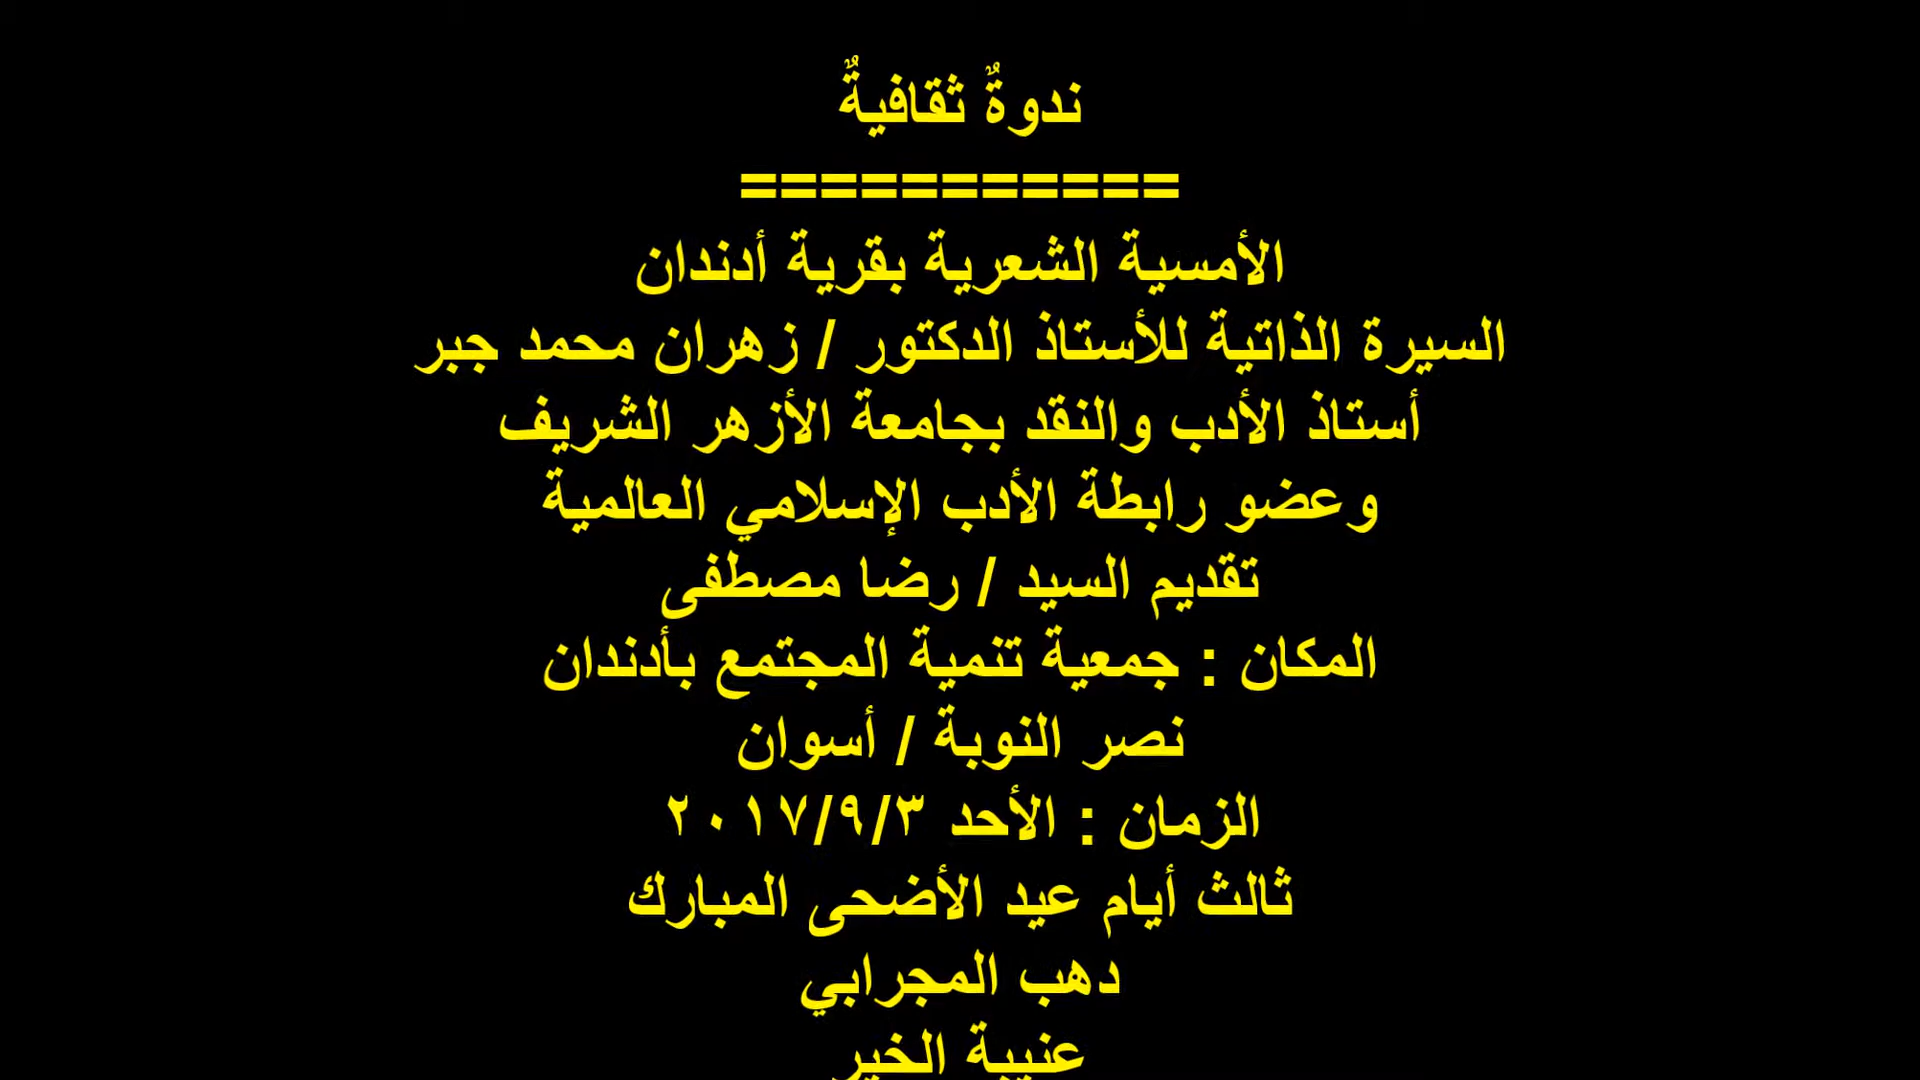 ندوةٌ ثقافيةٌ
===========
الأمسية الشعرية بقرية أدندان
السيرة الذاتية للأستاذ الدكتور / زهران محمد جبر
أستاذ الأدب والنقد بجامعة الأزهر الشريف
وعضو رابطة الأدب الإسلامي العالمية
تقديم السيد / رضا مصطفى
المكان : جمعية تنمية المجتمع بأدندان
نصر النوبة / أسوان
الزمان : الأحد ٢٠١٧/٩/٣
ثالث أيام عيد الأضحى المبارك
دهب المجرابي
عنيبة الخير